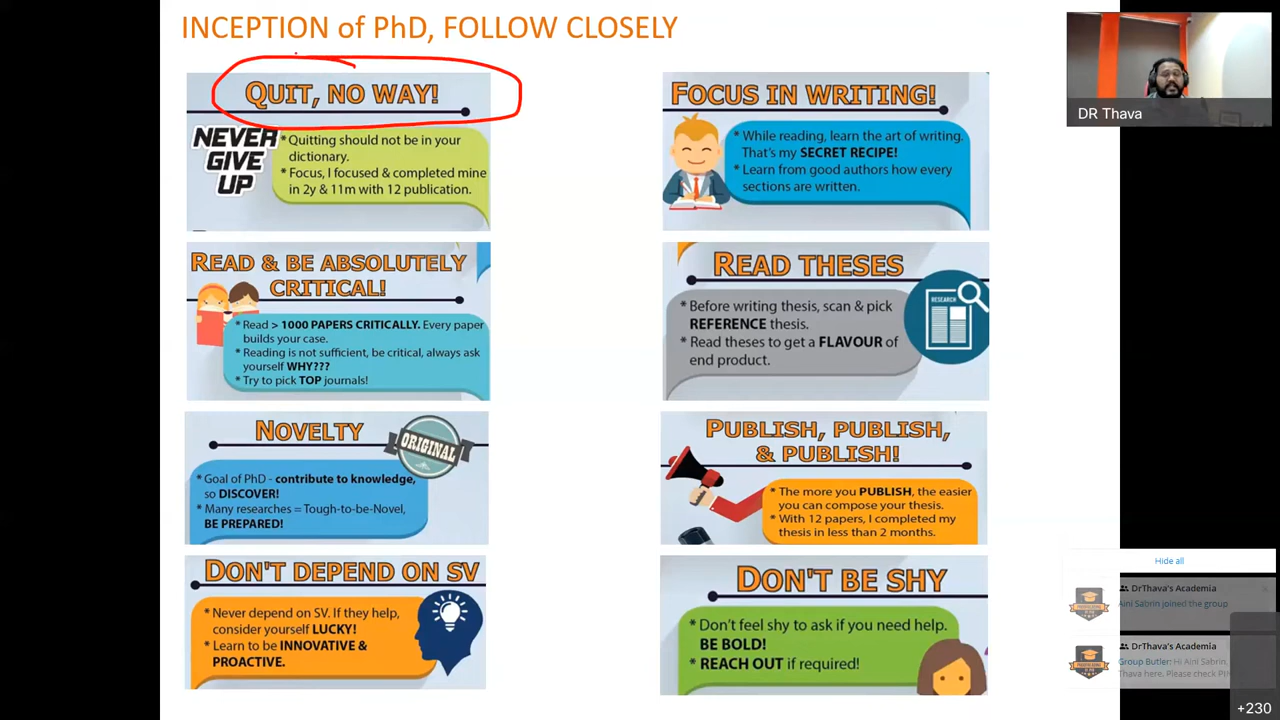 INCEPTION of PhD, FOLLOW CLOSELY
QUIT, NO WAY!
NEVER
GIVE
UP
* Quitting should not be in your
dictionary.
* Focus, I focused & completed mine
in 2y & 11m with 12 publication.
READ & BE ABSOLUTELY
CRITICAL!
* Read > 1000 PAPERS CRITICALLY. Every paper
builds your case.
* Reading is not sufficient, be critical, always ask
yourself WHY???
* Try to pick TOP journals!
NOVELTY
ORIGINAL
* Goal of PhD - contribute to knowledge,
so DISCOVER!
* Many researches = Tough-to-be-Novel,
BE PREPARED!
DON'T DEPEND ON SV
* Never depend on SV. If they help,
consider yourself LUCKY!
* Learn to be INNOVATIVE &
PROACTIVE.
FOCUS IN WRITING!
* While reading, learn the art of writing.
That's my SECRET RECIPE!
* Learn from good authors how every
sections are written.
READ THESES
RESEARCH
* Before writing thesis, scan & pick
REFERENCE thesis.
* Read theses to get a FLAVOUR of
end product.
PUBLISH, PUBLISH,
& PUBLISH!
* The more you PUBLISH, the easier
you can compose your thesis.
* With 12 papers, I completed my
thesis in less than 2 months.
DON'T BE SHY
* Don't feel shy to ask if you need help.
BE BOLD!
* REACH OUT if required!
DR Thava
Hide all
DrThava's Academia
Aini Sabrin joined the group
DrThava's Academia
Group Butler: Hi Aini Sabrin,
Thava here, Please check
+230